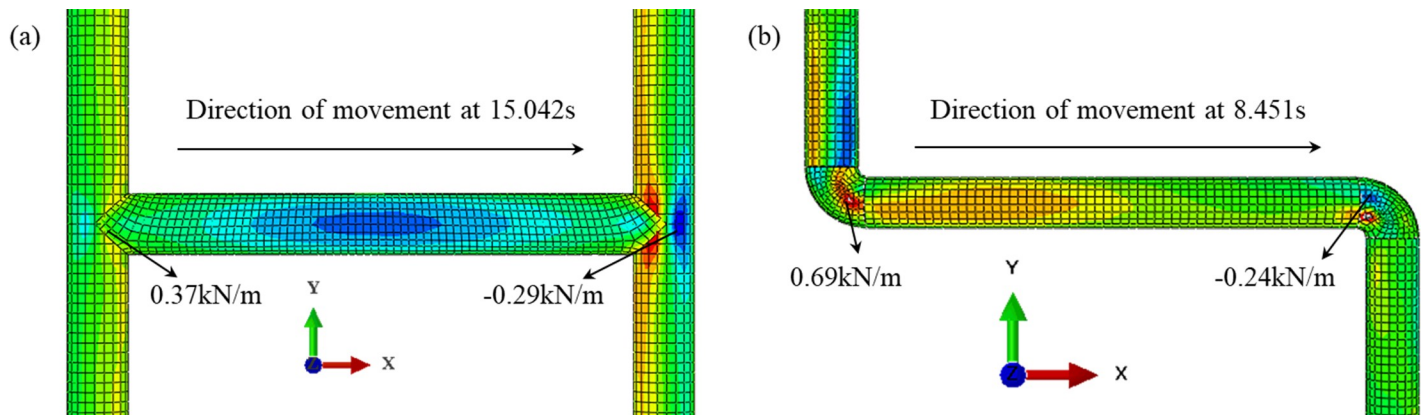 (a)
Direction of movement at 15.042s
0.37kN/m
-0.29kN/m
Y
X
Z
(b)
Direction of movement at 8.451s
0.69kN/m
-0.24kN/m
Y
X
Z